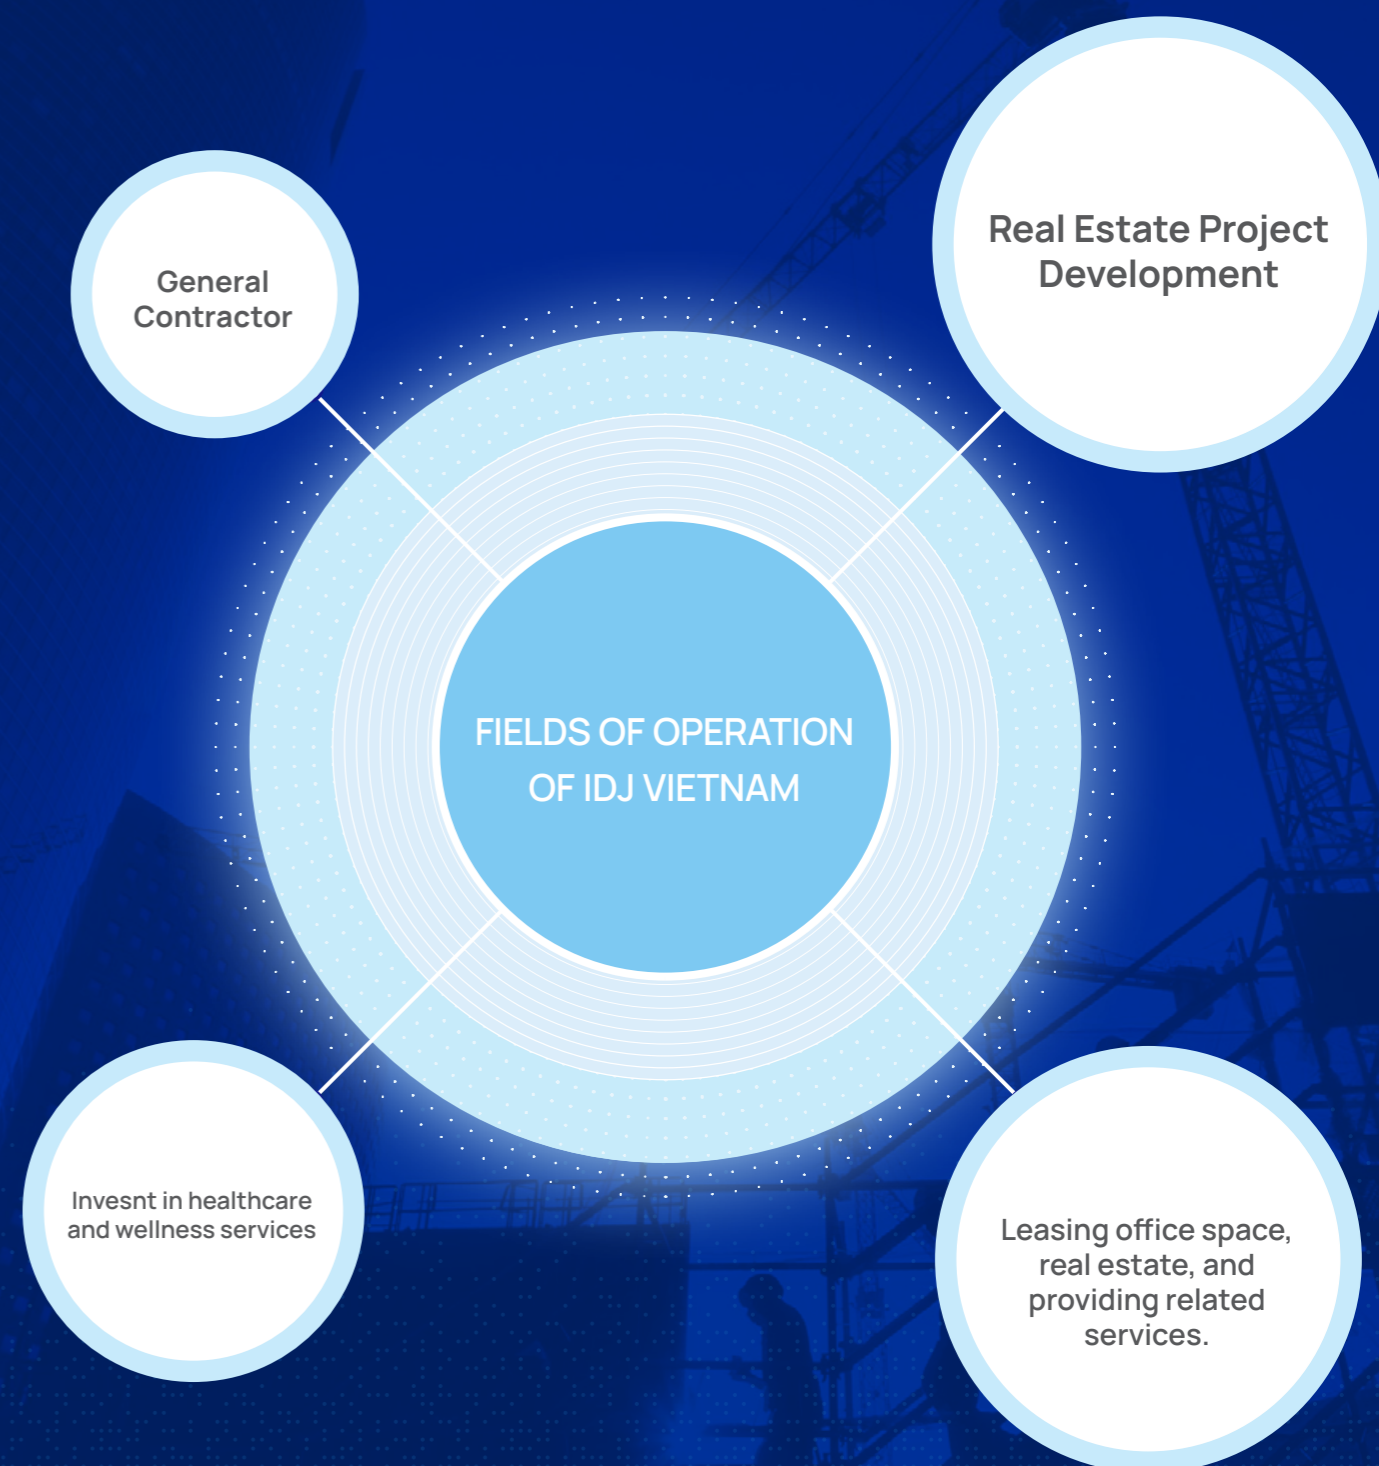 General
Contractor
Real Estate Project
Development
FIELDS OF OPERATION
OF IDJ VIETNAM
Invesnt in healthcare
and wellness services
Leasing office space,
real estate, and
providing related
services.